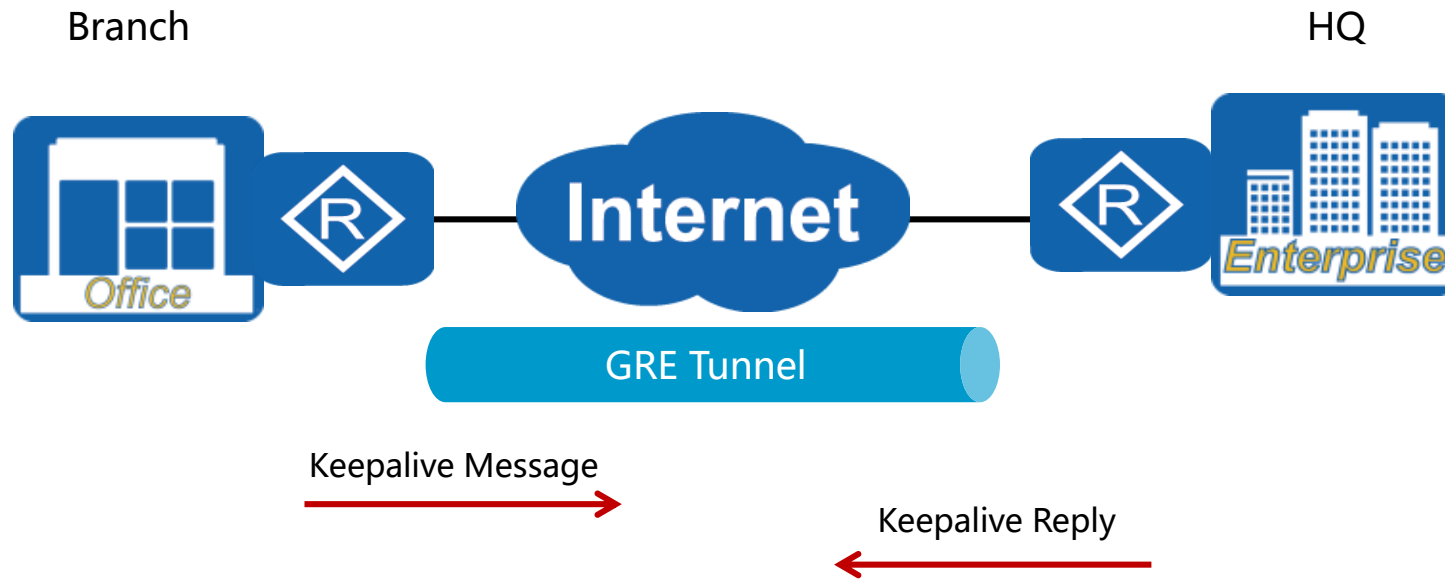 Branch
HQ
R
Internet
R
Office
Enterprise
GRE Tunnel
Keepalive Message
Keepalive Reply